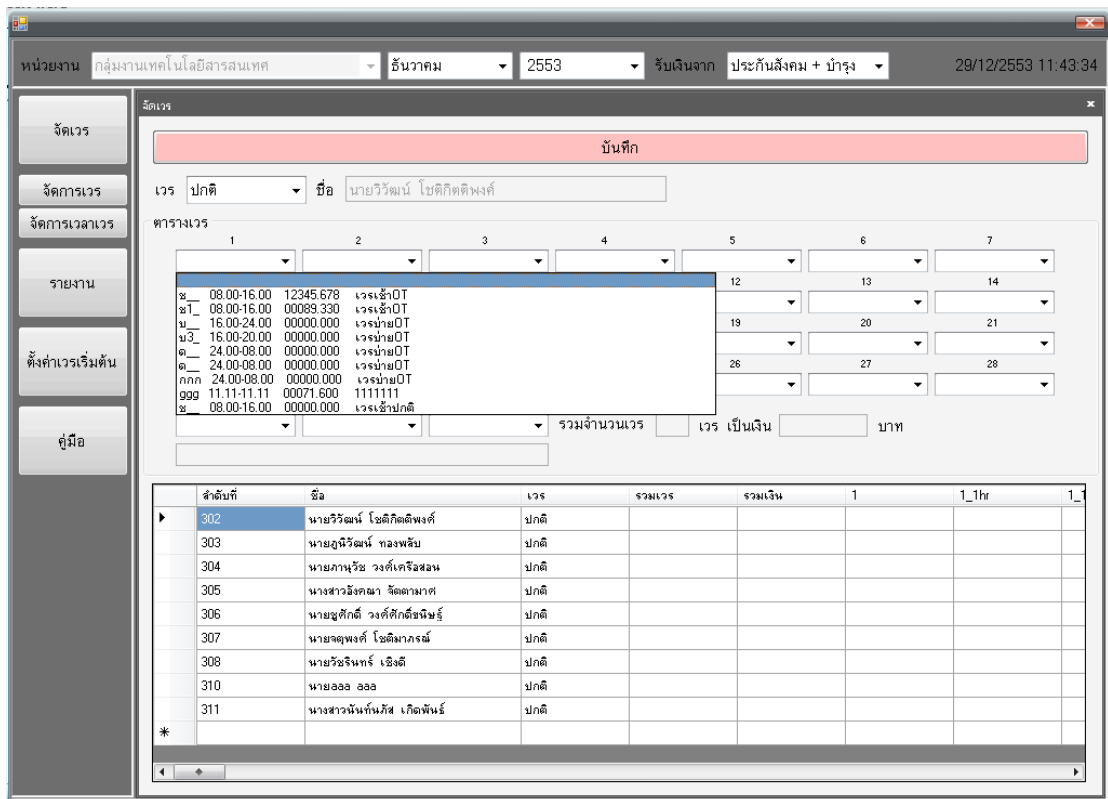 หน่วยงาน กลุ่มงานเทคโนโลยีสารสนเทศ ธันวาคม 2553 รับเงินจาก ประกันสังคม + บำรุง 29/12/2553 11:43:34
จัดเวร
จัดการเวร
จัดการเวลาเวร
รายงาน
ตั้งค่าเวรเริ่มต้น
คู่มือ
จัดเวร
บันทึก
เวร ปกติ ชื่อ นายวิวัฒน์ โชติกิตติพงศ์
ตารางเวร
1 2 3 4 5 6 7
12 13 14
19 20 21
26 27 28
ช__ 08.00-16.00 12345.678 เวรเช้าOT
ช1_ 08.00-16.00 00089.330 เวรเช้าOT
บ__ 16.00-24.00 00000.000 เวรบ่ายOT
บ3_ 16.00-20.00 00000.000 เวรบ่ายOT
ด__ 24.00-08.00 00000.000 เวรบ่ายOT
ด__ 24.00-08.00 00000.000 เวรบ่ายOT
กกก 24.00-08.00 00000.000 เวรบ่ายOT
ggg 11.11-11.11 00071.600 1111111
ช__ 08.00-16.00 00000.000 เวรเช้าปกติ
รวมจำนวนเวร เวร เป็นเงิน บาท
ลำดับที่ ชื่อ เวร รวมเวร รวมเงิน 1 1_1hr 1_1
302 นายวิวัฒน์ โชติกิตติพงศ์ ปกติ
303 นายภูนิวัฒน์ ทองพลับ ปกติ
304 นายภานุวัช วงศ์เครือสอน ปกติ
305 นางสาวอังคณา จัตตามาศ ปกติ
306 นายชูศักดิ์ วงศ์ศักดิ์ขนิษฐ์ ปกติ
307 นายจตุพงศ์ โชติมาภรณ์ ปกติ
308 นายวัชรินทร์ เชิงดี ปกติ
310 นายaaa aaa ปกติ
311 นางสาวนันท์นภัส เกิดพันธ์ ปกติ